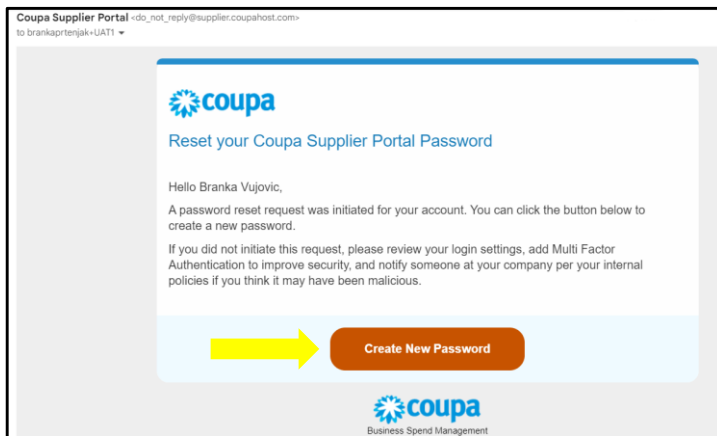 Coupa Supplier Portal <do_not_reply@supplier.coupahost.com>
to brankaprtenjak+UAT1
coupa
Reset your Coupa Supplier Portal Password
Hello Branka Vujovic,
A password reset request was initiated for your account. You can click the button below to
create a new password.
If you did not initiate this request, please review your login settings, add Multi Factor
Authentication to improve security, and notify someone at your company per your internal
policies if you think it may have been malicious.
Create New Password
coupa
Business Spend Management